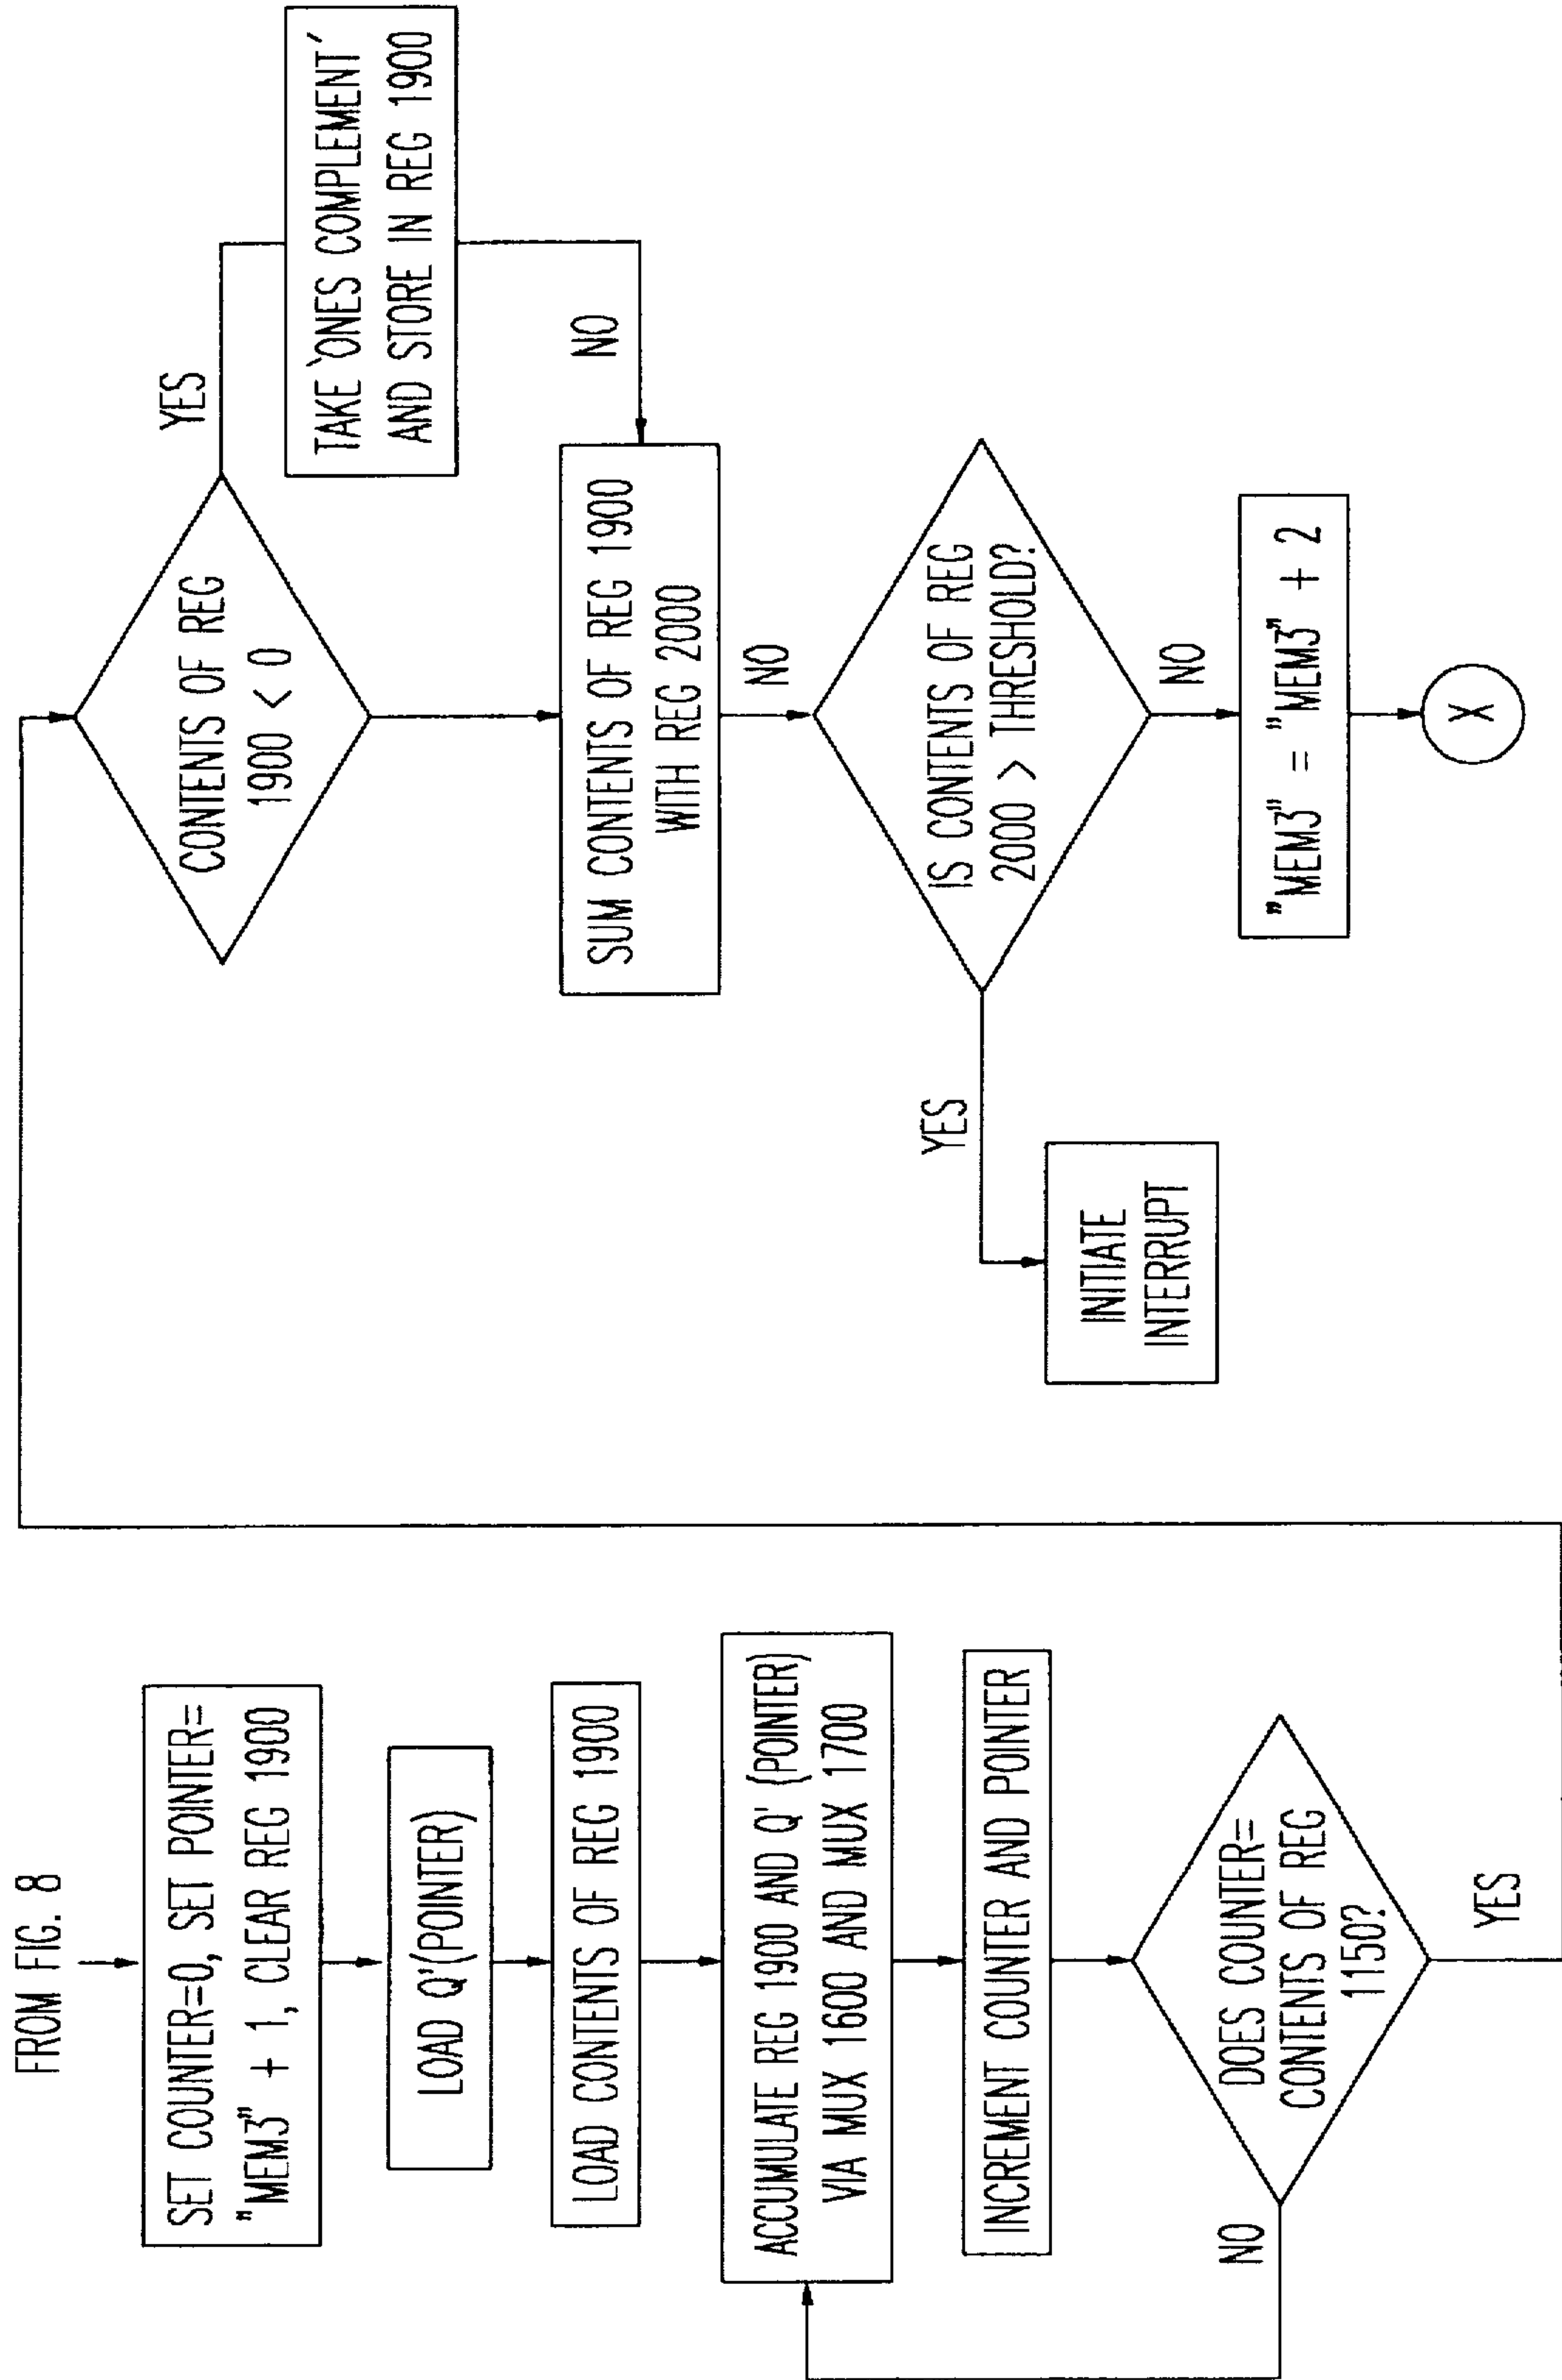 FROM FIG. 8
SET COUNTER=0, SET POINTER=
"MEM3" + 1, CLEAR REG 1900
LOAD Q'(POINTER)
LOAD CONTENTS OF REG 1900
ACCUMULATE REG 1900 AND Q' (POINTER)
VIA MUX 1600 AND MUX 1700
INCREMENT COUNTER AND POINTER
DOES COUNTER=
CONTENTS OF REG
1150?
NO
YES
CONTENTS OF REG
1900 < 0
YES
TAKE 'ONES COMPLEMENT'
AND STORE IN REG 1900
NO
SUM CONTENTS OF REG 1900
WITH REG 2000
NO
IS CONTENTS OF REG
2000 > THRESHOLD?
YES
INITIATE
INTERRUPT
NO
"MEM3" = "MEM3" + 2
X